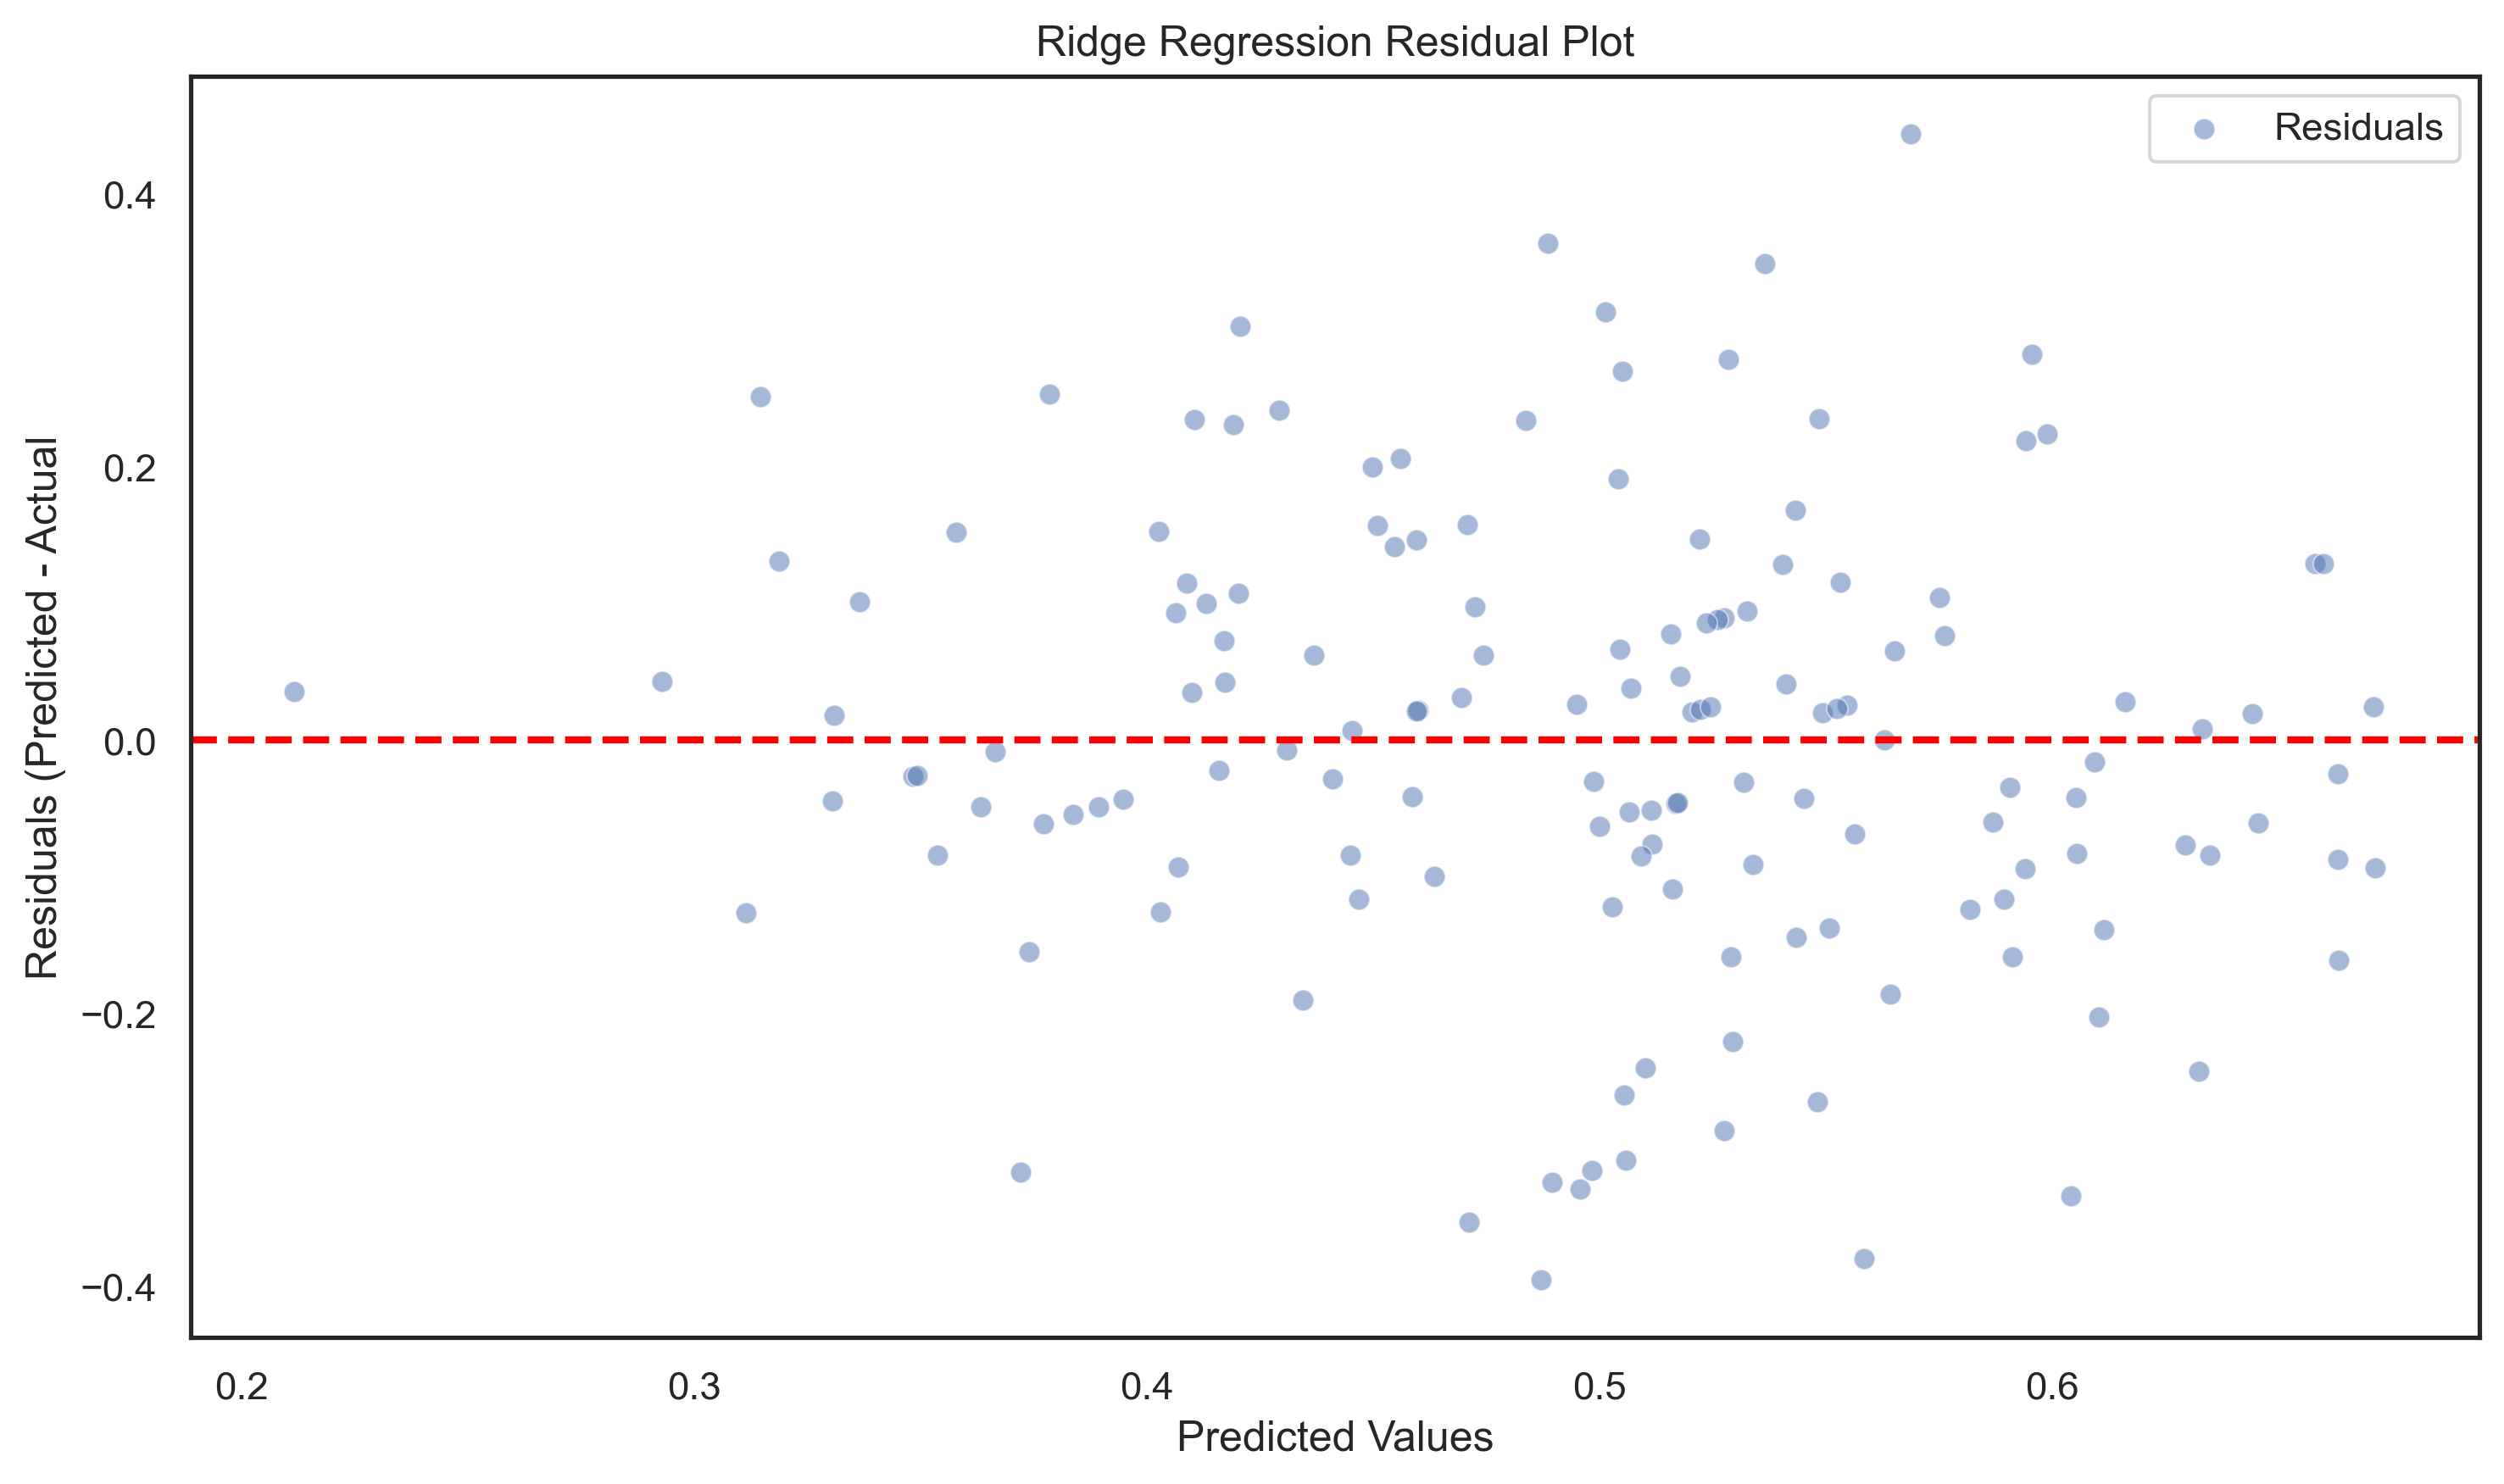 Ridge Regression Residual Plot
Residuals
Residuals (Predicted - Actual
0.4
0.2
0.0
−0.2
−0.4
0.2 0.3 0.4 0.5 0.6
Predicted Values